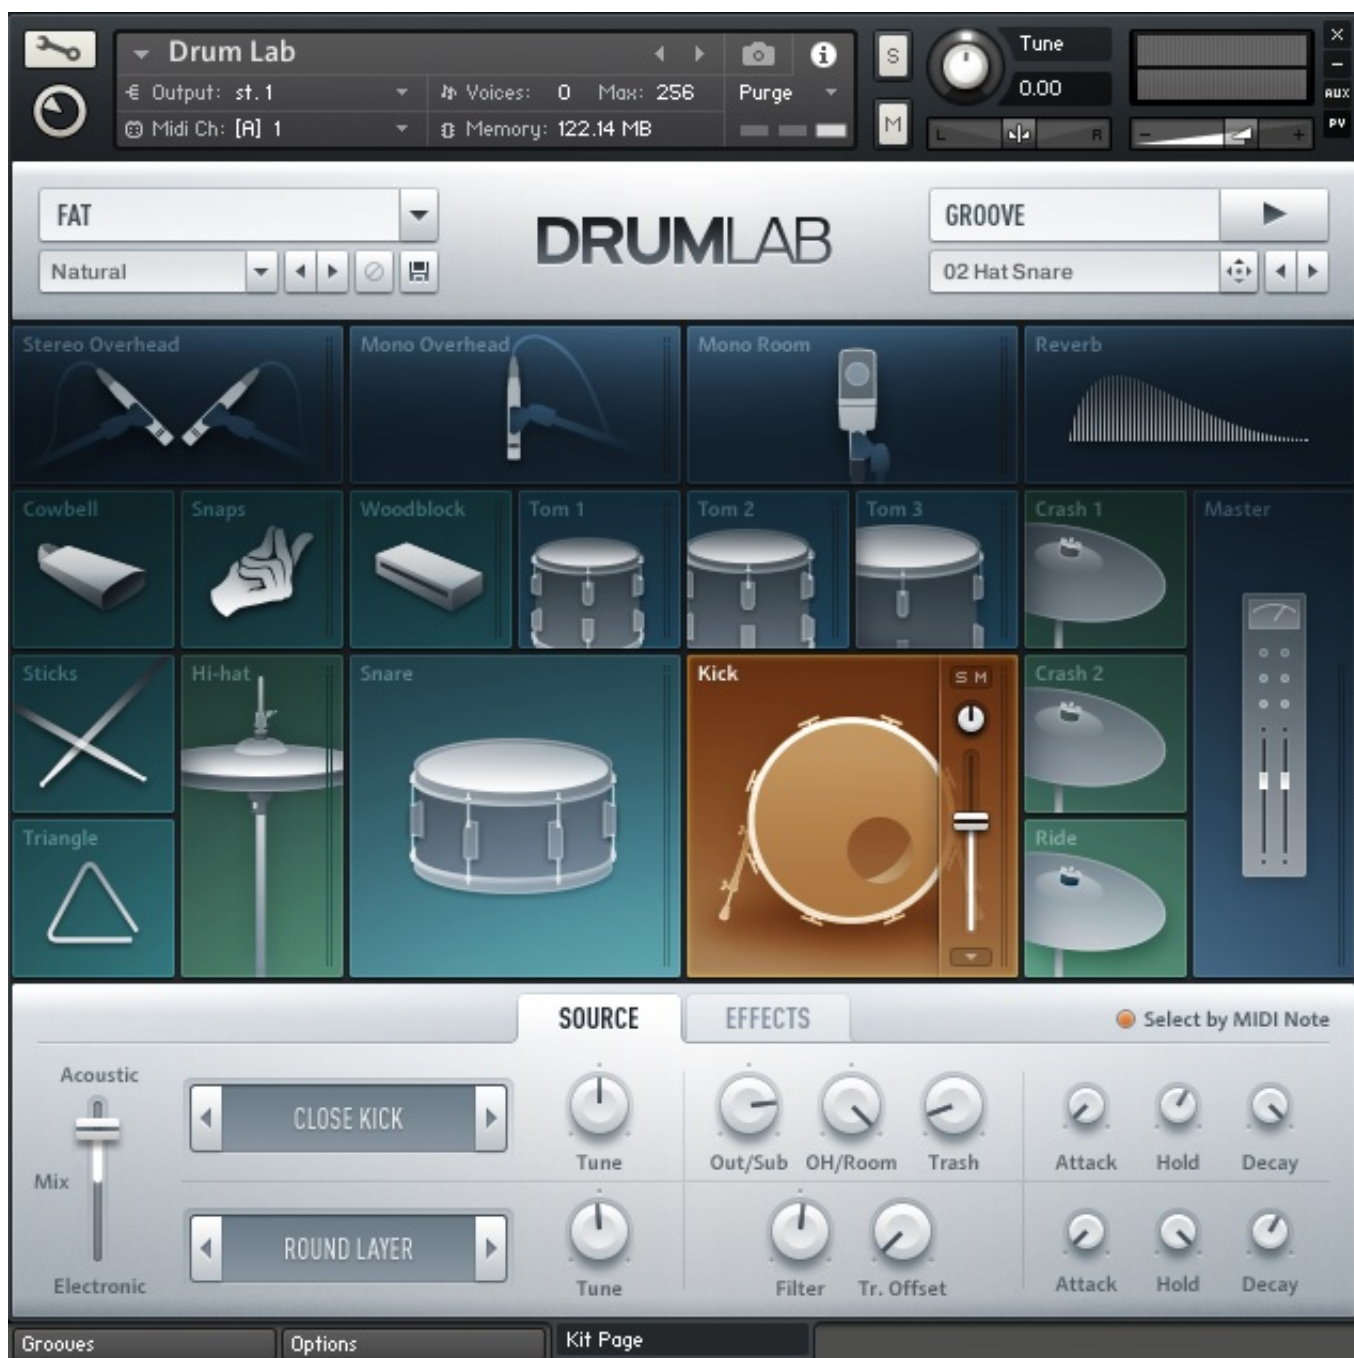 Drum Lab
Output: st.1
Voices: 0 Max: 256
Purge
Midi Ch: [A] 1
Memory: 122.14 MB
S
M
Tune
0.00
L
R
-
+
X
-
AUX
PV
FAT
Natural
DRUMLAB
GROOVE
02 Hat Snare
Stereo Overhead
Mono Overhead
Mono Room
Reverb
Cowbell
Snaps
Woodblock
Tom 1
Tom 2
Tom 3
Crash 1
Master
Sticks
Hi-hat
Snare
Kick
S M
Crash 2
Triangle
Ride
SOURCE
EFFECTS
Select by MIDI Note
Acoustic
Mix
Electronic
CLOSE KICK
Tune
Out/Sub
OH/Room
Trash
Attack
Hold
Decay
ROUND LAYER
Tune
Filter
Tr. Offset
Attack
Hold
Decay
Grooves
Options
Kit Page